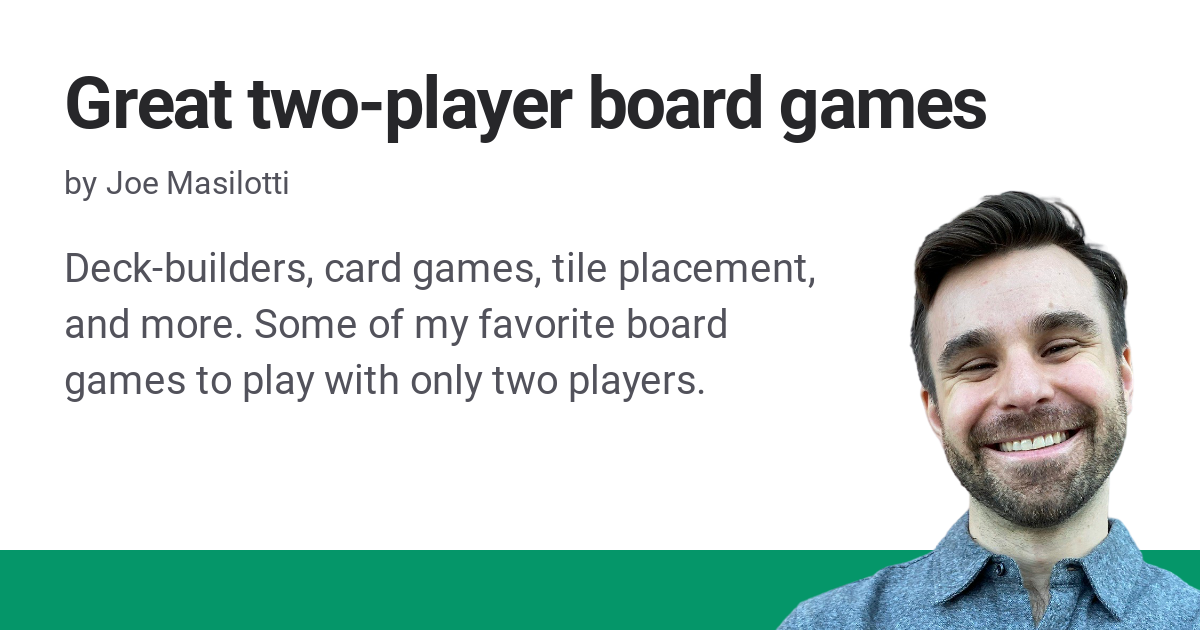 Great two-player board games
by Joe Masilotti
Deck-builders, card games, tile placement,
and more. Some of my favorite board
games to play with only two players.